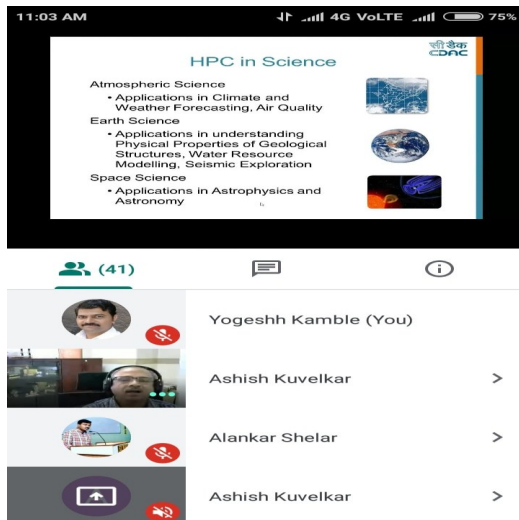 11:03 AM 4G VoLTE 75%
सी डैक
CDAC
HPC in Science
Atmospheric Science
• Applications in Climate and
Weather Forecasting, Air Quality
Earth Science
• Applications in understanding
Physical Properties of Geological
Structures, Water Resource
Modelling, Seismic Exploration
Space Science
• Applications in Astrophysics and
Astronomy
(41)
Yogeshh Kamble (You)
Ashish Kuvelkar
Alankar Shelar
Ashish Kuvelkar